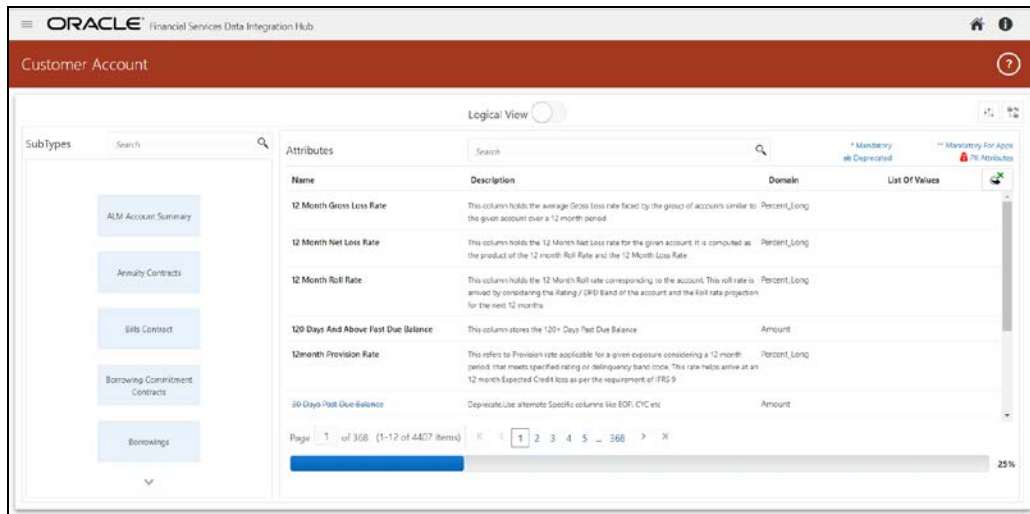 ORACLE® Financial Services Data Integration Hub
Customer Account
Logical View
SubTypes
Search
ALM Account Summary
Annuity Contracts
Bills Contract
Borrowing Commitment
Contracts
Borrowings
Attributes
Search
* Mandatory
** Mandatory For Apps
ab Deprecated
PII Attributes
Name Description Domain List Of Values
12 Month Gross Loss Rate
This column holds the average Gross Loss rate faced by the group of accounts similar to
the given account over a 12 month period
Percent_Long
12 Month Net Loss Rate
This column holds the 12 Month Net Loss rate for the given account. It is computed as
the product of the 12 month Roll Rate and the 12 Month Loss Rate
Percent_Long
12 Month Roll Rate
This column holds the 12 Month Roll rate corresponding to the account. This roll rate is
arrived by considering the Rating / DPD Band of the account and the Roll rate projection
for the next 12 months
Percent_Long
120 Days And Above Past Due Balance
This column stores the 120+ Days Past Due Balance
Amount
12month Provision Rate
This refers to Provision rate applicable for a given exposure considering a 12 month
period, that meets specified rating or delinquency band code. This rate helps arrive at an
12 month Expected Credit loss as per the requirement of IFRS 9
Percent_Long
30 Days Past Due Balance
Deprecate.Use alternate Specific columns like EOP, CYC etc
Amount
Page 1 of 368 (1-12 of 4407 items) 1 2 3 4 5 ... 368
25%